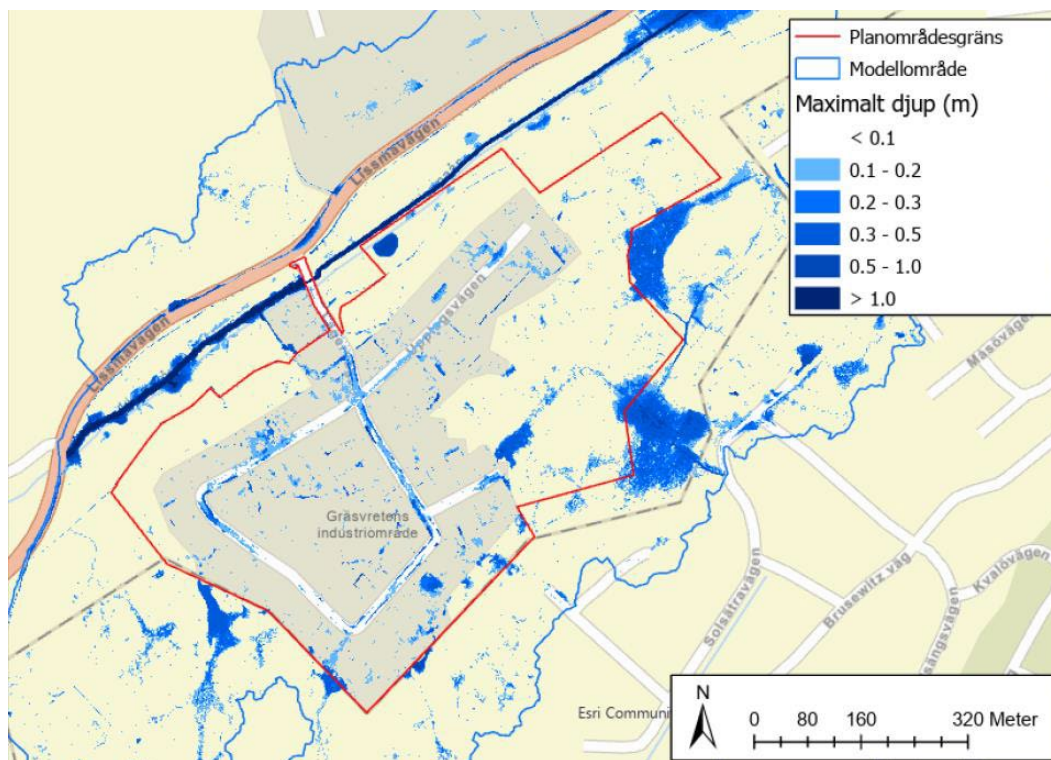 Planområdesgräns
Modellområde
Maximalt djup (m)
< 0.1
0.1 - 0.2
0.2 - 0.3
0.3 - 0.5
0.5 - 1.0
> 1.0
Lissmavägen
Lissmavägen
Måsövägen
Gräsvretens
industriområde
Solsätravägen
Brusewitz väg
Kvalövägen
Esri Communi
N
0 80 160 320 Meter